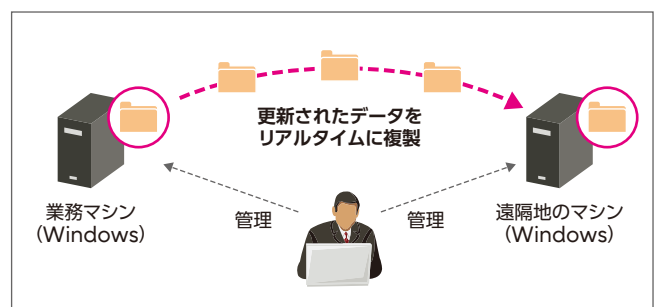 更新されたデータを
リアルタイムに複製
業務マシン
（Windows）
管理
管理
遠隔地のマシン
（Windows）